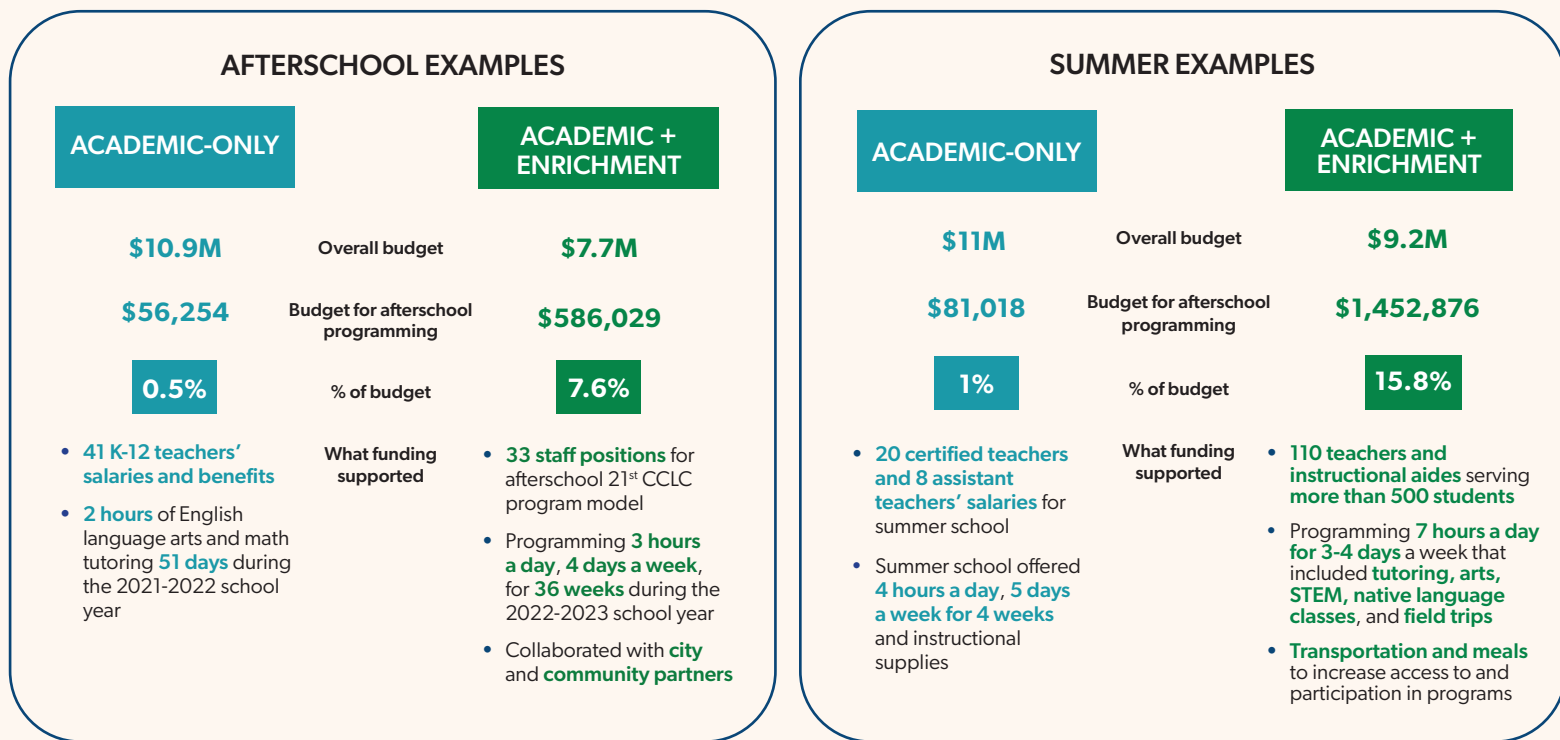 AFTERSCHOOL EXAMPLES
ACADEMIC-ONLY
ACADEMIC +
ENRICHMENT
$10.9M
Overall budget
$7.7M
$56,254
Budget for afterschool
programming
$586,029
0.5%
% of budget
7.6%
• 41 K-12 teachers'
salaries and benefits
• 2 hours of English
language arts and math
tutoring 51 days during
the 2021-2022 school
year
What funding
supported
• 33 staff positions for
afterschool 21st CCLC
program model
• Programming 3 hours
a day, 4 days a week,
for 36 weeks during the
2022-2023 school year
• Collaborated with city
and community partners
SUMMER EXAMPLES
ACADEMIC-ONLY
ACADEMIC +
ENRICHMENT
$11M
Overall budget
$9.2M
$81,018
Budget for afterschool
programming
$1,452,876
1%
% of budget
15.8%
• 20 certified teachers
and 8 assistant
teachers' salaries for
summer school
• Summer school offered
4 hours a day, 5 days
a week for 4 weeks
and instructional
supplies
What funding
supported
• 110 teachers and
instructional aides serving
more than 500 students
• Programming 7 hours a day
for 3-4 days a week that
included tutoring, arts,
STEM, native language
classes, and field trips
• Transportation and meals
to increase access to and
participation in programs